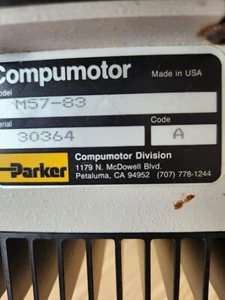 Compumotor
Made in USA
Model
M57-83
Serial
Code
30364
A
Parker
Compumotor Division
1179 N. McDowell Blvd.
Petaluma, CA 94952 (707) 778-1244